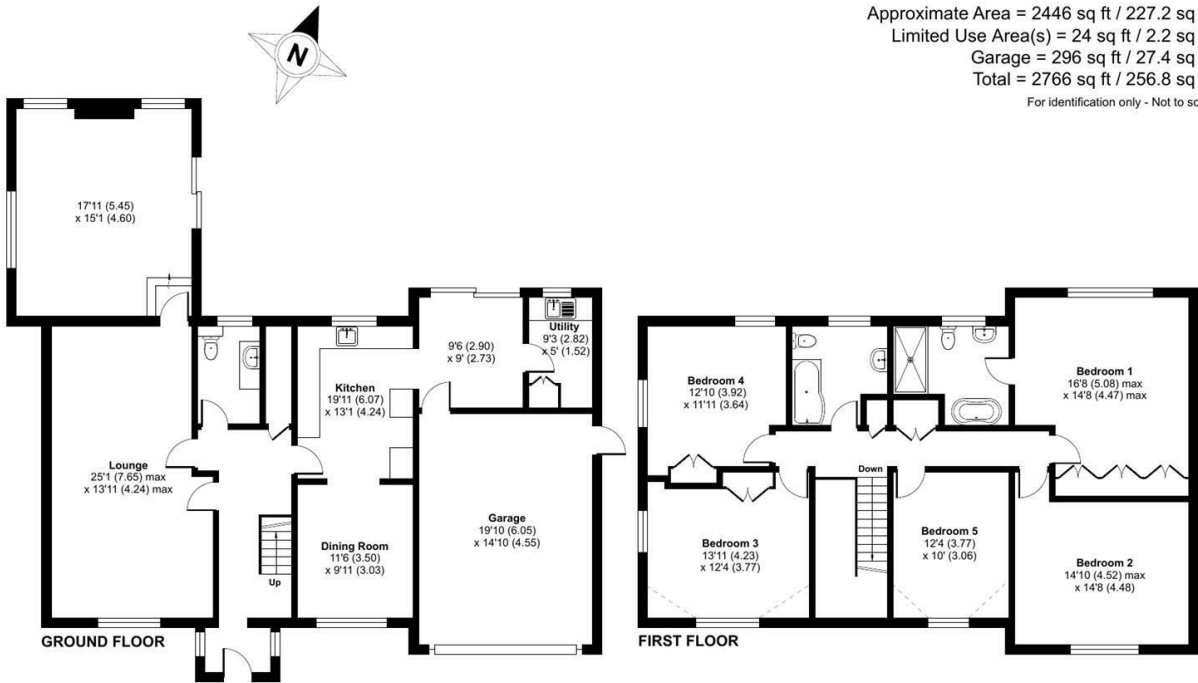 Approximate Area = 2446 sq ft / 227.2 sq
Limited Use Area(s) = 24 sq ft / 2.2 sq
Garage = 296 sq ft / 27.4 sq
Total = 2766 sq ft / 256.8 sq
For identification only - Not to sc
N
17'11 (5.45)
x 15'1 (4.60)
9'6 (2.90)
x 9' (2.73)
Utility
9'3 (2.82)
x 5' (1.52)
Kitchen
19'11 (6.07)
x 13'1 (4.24)
Lounge
25'1 (7.65) max
x 13'11 (4.24) max
Garage
19'10 (6.05)
x 14'10 (4.55)
Dining Room
11'6 (3.50)
x 9'11 (3.03)
Up
GROUND FLOOR
Bedroom 4
12'10 (3.92)
x 11'11 (3.64)
Bedroom 1
16'8 (5.08) max
x 14'8 (4.47) max
Down
Bedroom 3
13'11 (4.23)
x 12'4 (3.77)
Bedroom 5
12'4 (3.77)
x 10' (3.06)
Bedroom 2
14'10 (4.52) max
x 14'8 (4.48)
FIRST FLOOR